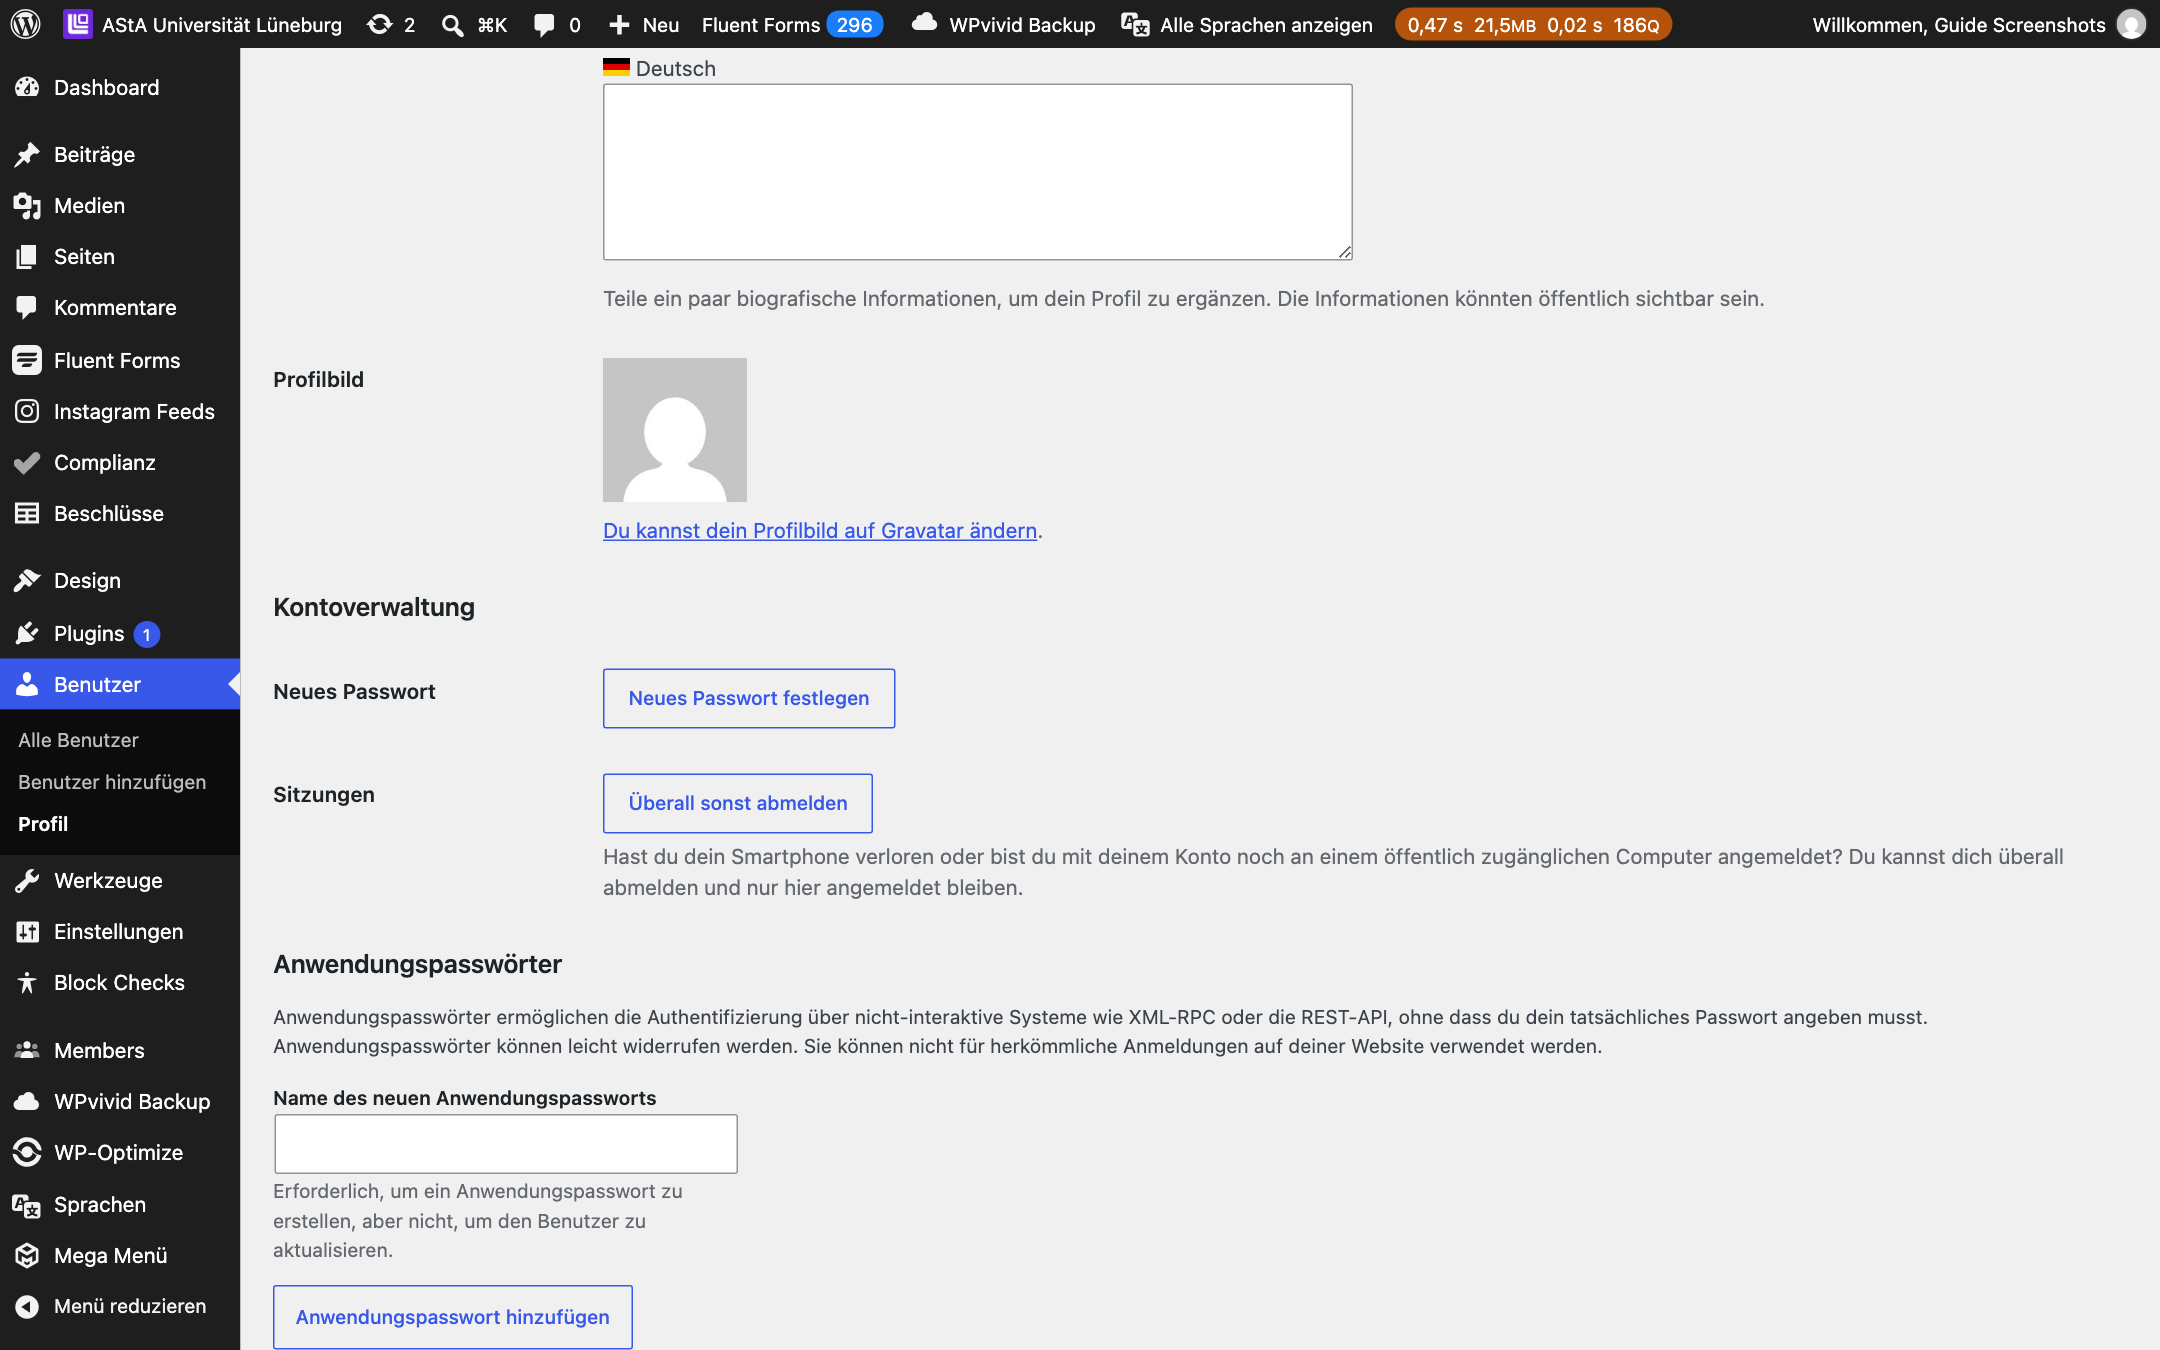 AStA Universität Lüneburg 2 ⌘K 0 Neu Fluent Forms 296 WPvivid Backup Alle Sprachen anzeigen 0,47 s 21,5MB 0,02 s 186Q Willkommen, Guide Screenshots
Dashboard
Beiträge
Medien
Seiten
Kommentare
Fluent Forms
Instagram Feeds
Complianz
Beschlüsse
Design
Plugins 1
Benutzer
Alle Benutzer
Benutzer hinzufügen
Profil
Werkzeuge
Einstellungen
Block Checks
Members
WPvivid Backup
WP-Optimize
Sprachen
Mega Menü
Menü reduzieren
Deutsch
Teile ein paar biografische Informationen, um dein Profil zu ergänzen. Die Informationen könnten öffentlich sichtbar sein.
Profilbild
Du kannst dein Profilbild auf Gravatar ändern.
Kontoverwaltung
Neues Passwort
Neues Passwort festlegen
Sitzungen
Überall sonst abmelden
Hast du dein Smartphone verloren oder bist du mit deinem Konto noch an einem öffentlich zugänglichen Computer angemeldet? Du kannst dich überall
abmelden und nur hier angemeldet bleiben.
Anwendungspasswörter
Anwendungspasswörter ermöglichen die Authentifizierung über nicht-interaktive Systeme wie XML-RPC oder die REST-API, ohne dass du dein tatsächliches Passwort angeben musst.
Anwendungspasswörter können leicht widerrufen werden. Sie können nicht für herkömmliche Anmeldungen auf deiner Website verwendet werden.
Name des neuen Anwendungspassworts
Erforderlich, um ein Anwendungspasswort zu
erstellen, aber nicht, um den Benutzer zu
aktualisieren.
Anwendungspasswort hinzufügen